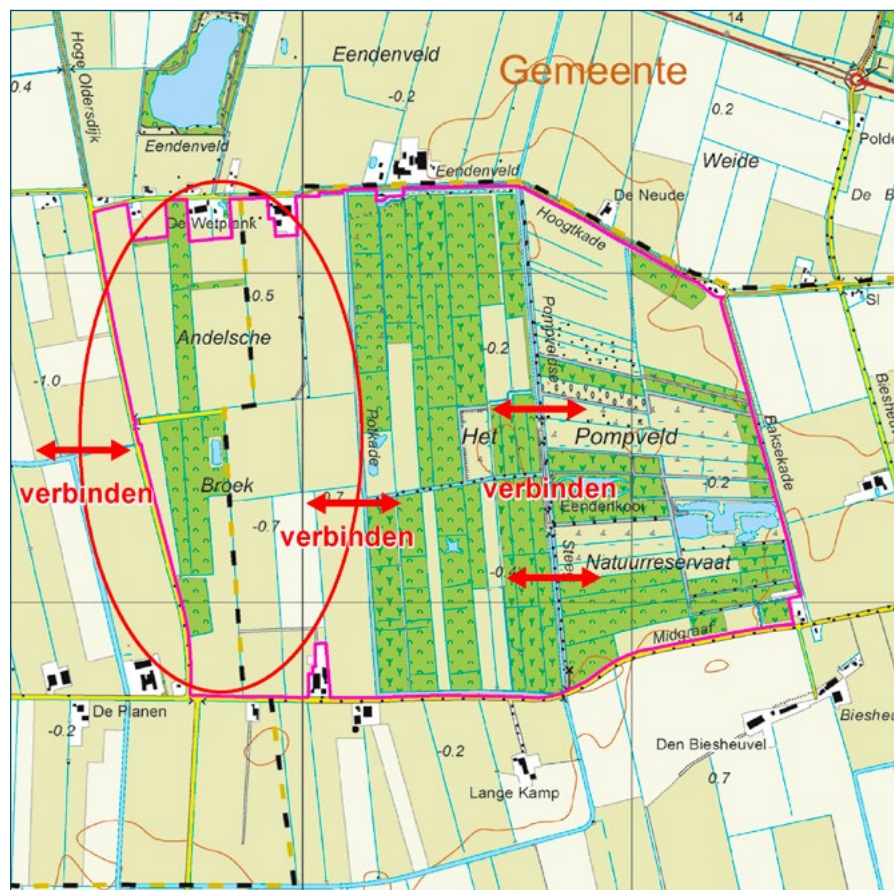 14
Hoge Oldersdijk
Eendenveld
Gemeente
0.4
-0.2
0.2
Eendenveld
Weide
Polde
Eendenveld
De Neude
De B
De Wetplank
Hoogtkade
0.5
Sl
Andelsche
Pompveldse
-0.2
-1.0
Biesheuv
Polkade
Het
Pompveld
Baksekade
verbinden
Broek
-0.7
verbinden
-0.2
Eendenkooi
-0.7
verbinden
Steeg
Natuurreservaat
-0.4
Midgraaf
De Planen
-0.2
Biesheu
-0.2
Den Biesheuvel
0.7
Lange Kamp